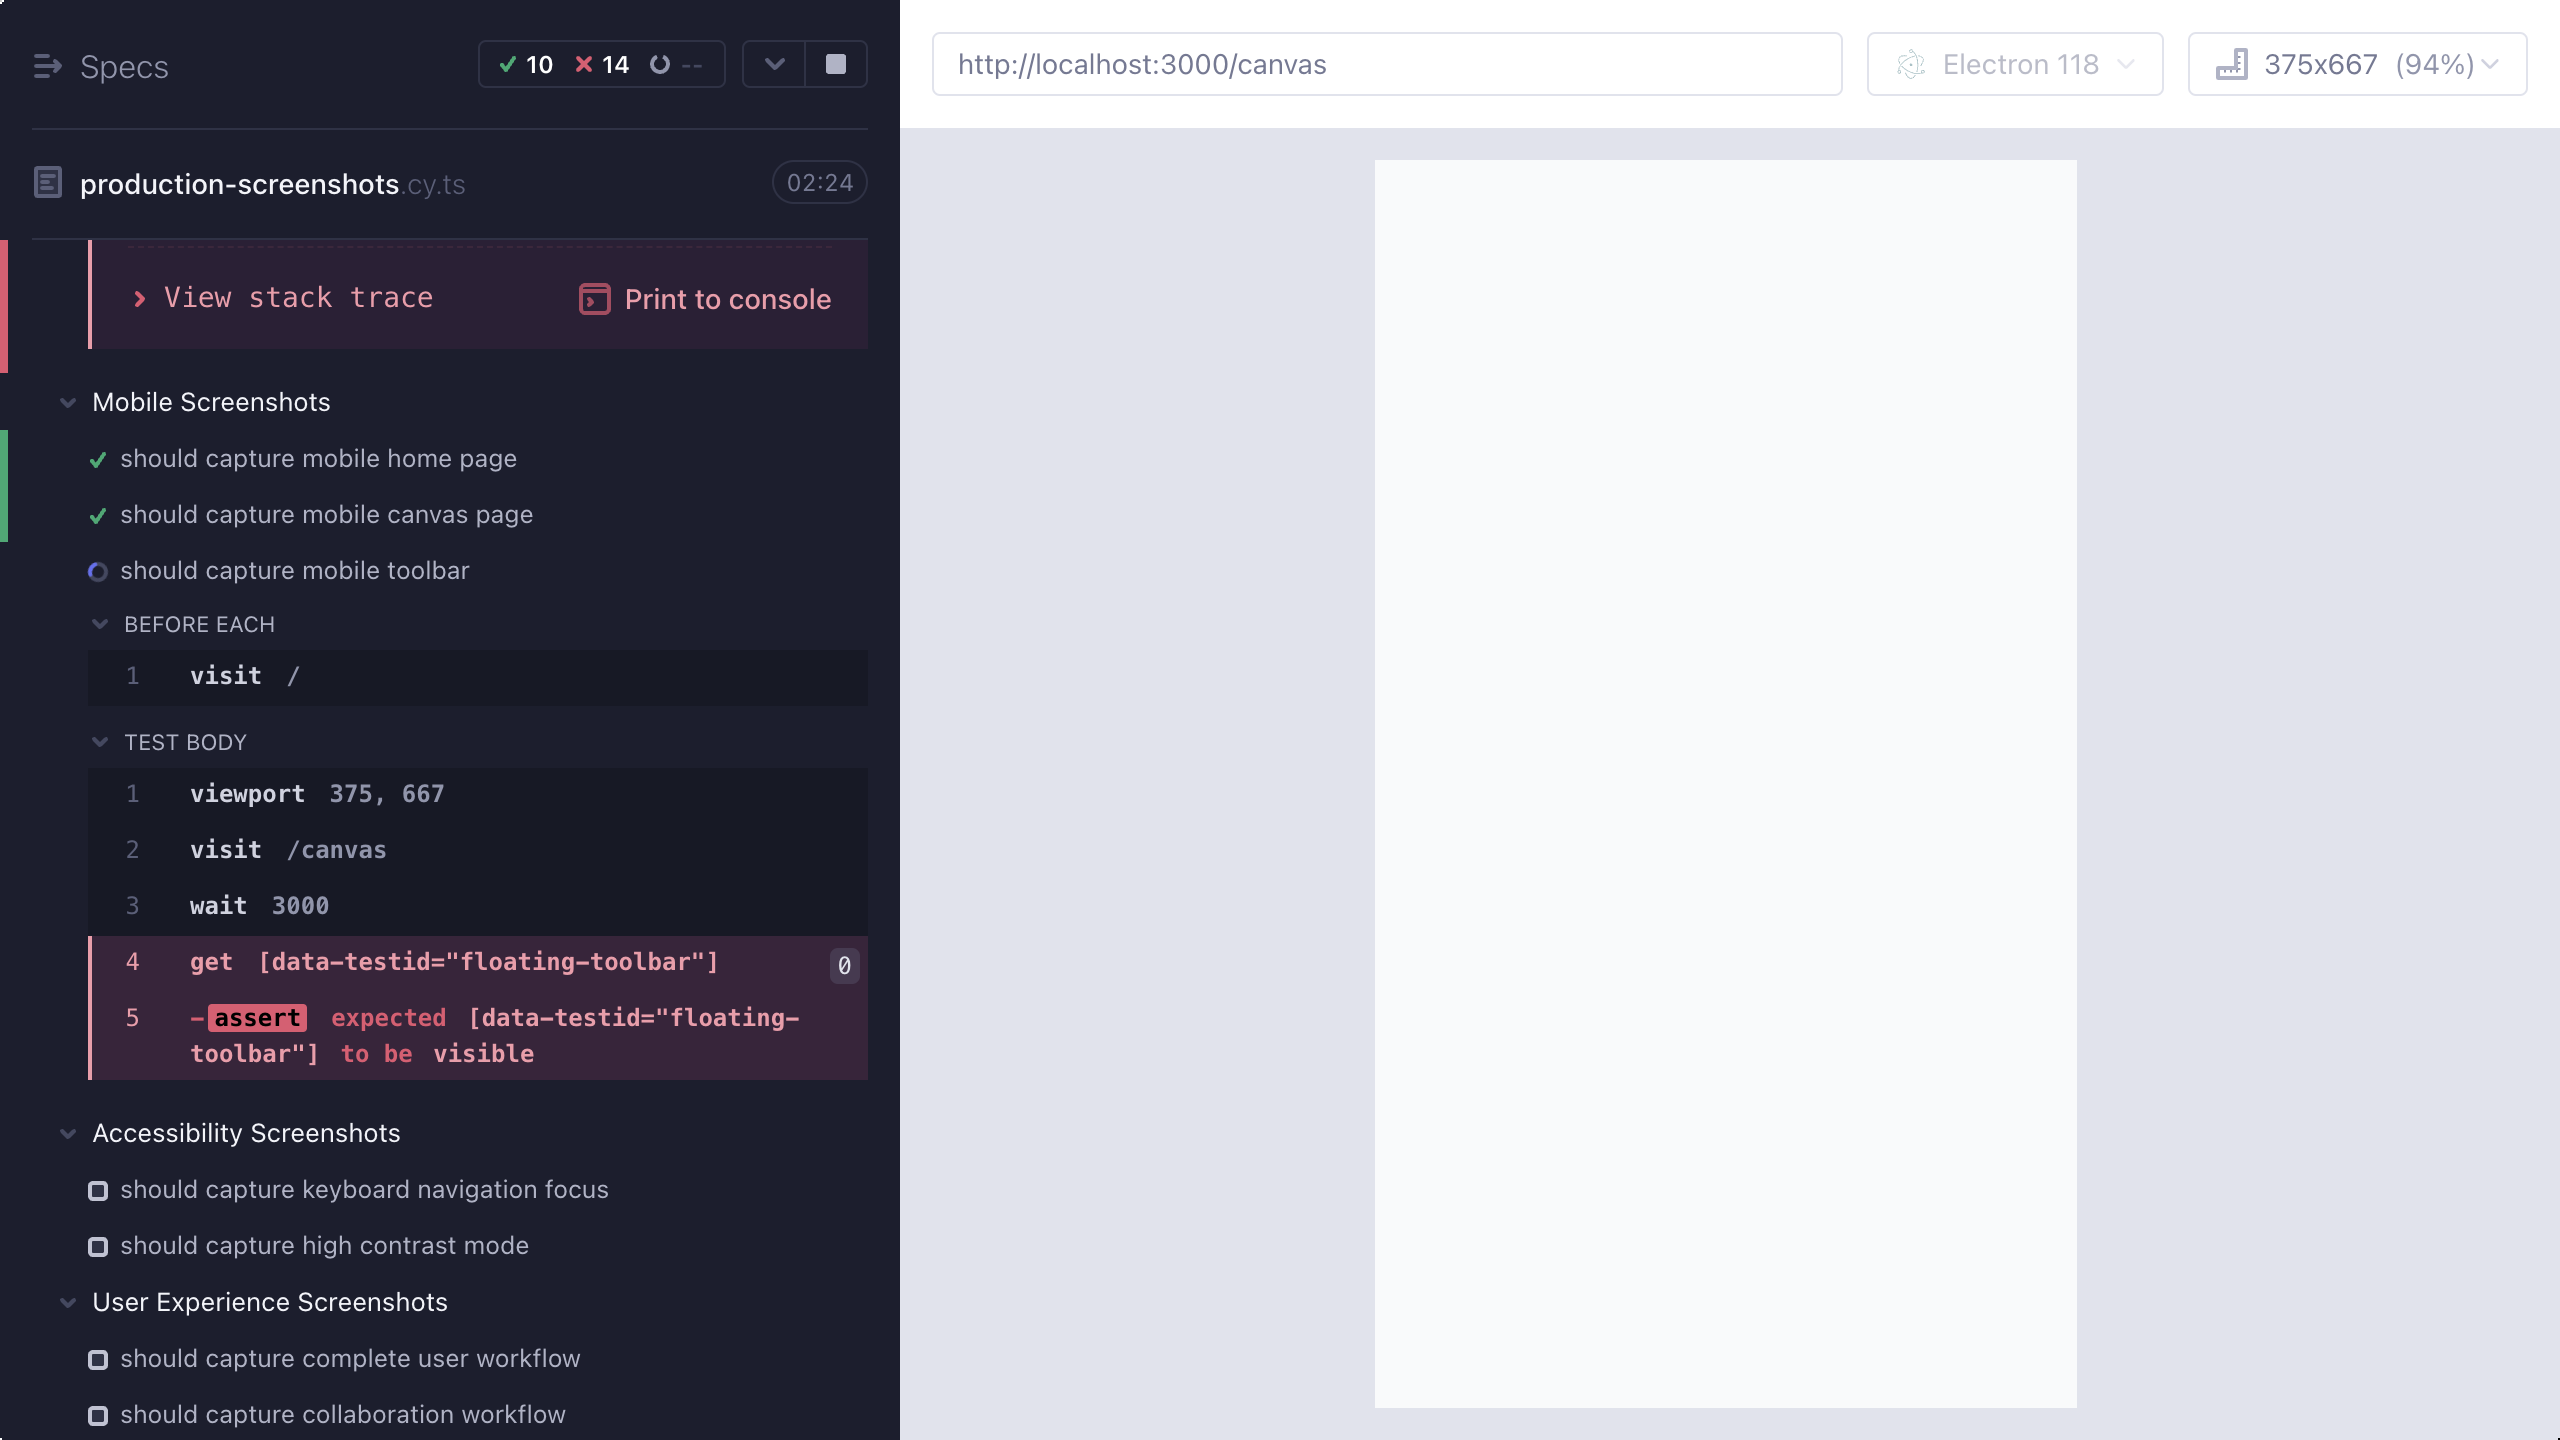 Specs
10 14 --
production-screenshots.cy.ts
02:24
View stack trace
Print to console
Mobile Screenshots
should capture mobile home page
should capture mobile canvas page
should capture mobile toolbar
BEFORE EACH
1 visit /
TEST BODY
1 viewport 375, 667
2 visit /canvas
3 wait 3000
4 get [data-testid="floating-toolbar"] 0
5 -assert expected [data-testid="floating-
toolbar"] to be visible
Accessibility Screenshots
should capture keyboard navigation focus
should capture high contrast mode
User Experience Screenshots
should capture complete user workflow
should capture collaboration workflow
http://localhost:3000/canvas
Electron 118
375x667 (94%)